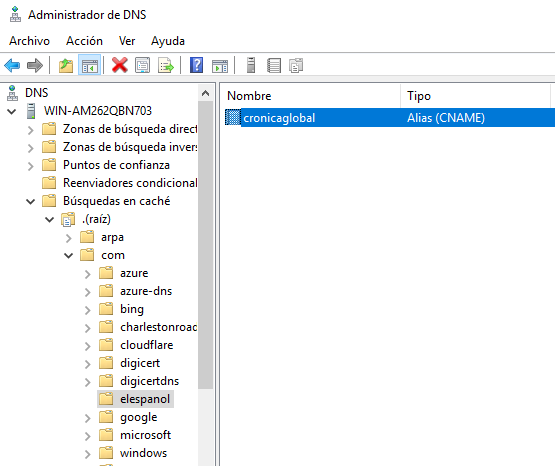 Administrador de DNS
Archivo Acción Ver Ayuda
DNS
WIN-AM262QBN703
Zonas de búsqueda direct
Zonas de búsqueda invers
Puntos de confianza
Reenviadores condicional
Búsquedas en caché
.(raíz)
arpa
com
azure
azure-dns
bing
charlestonroad
cloudflare
digicert
digicertdns
elespanol
google
microsoft
windows
Nombre Tipo
cronicaglobal Alias (CNAME)